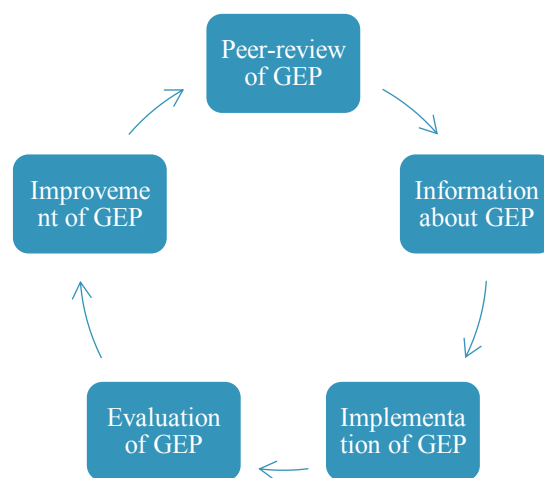 Peer-review
of GEP
Information
about GEP
Implementa
tion of GEP
Evaluation
of GEP
Improveme
nt of GEP